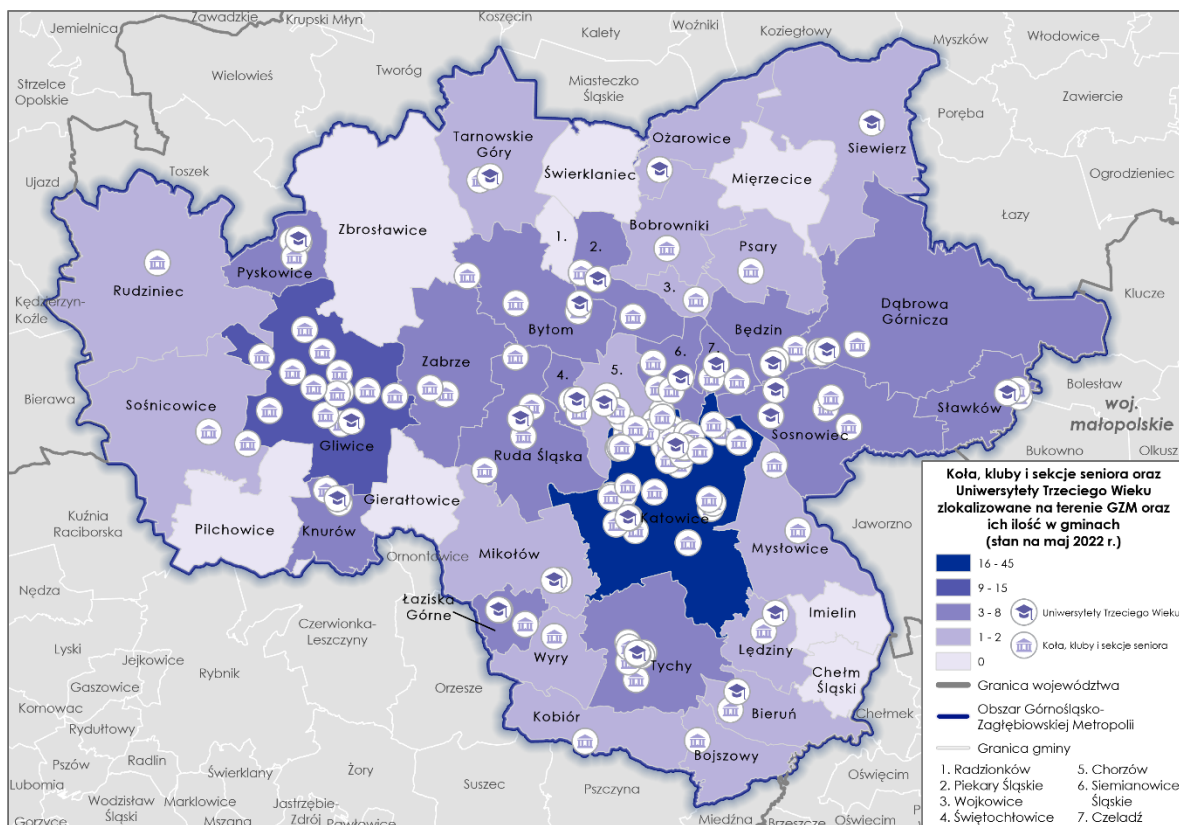 Jemielnica
Zawadzkie
Krupski Młyn
Koszęcin
Kalety
Woźniki
Koziegłowy
Myszków
Włodowice
Strzelce
Opolskie
Wielowieś
Tworóg
Miasteczko
Śląskie
Poręba
Zawiercie
Tarnowskie
Góry
Ożarowice
Siewierz
Toszek
Świerklaniec
Mierzęcice
Ujazd
Ogrodzieniec
Zbrosławice
1.
2.
Bobrowniki
Psary
Łazy
Pyskowice
Rudziniec
3.
Dąbrowa
Górnicza
Kędzierzyn-
Koźle
Klucze
Bytom
Będzin
Zabrze
4.
5.
6.
7.
Bierawa
Sośnicowice
Bolesław
Sławków
woj.
małopolskie
Gliwice
Ruda Śląska
Sosnowiec
Bukowno
Olkusz
Gierałtowice
Kuźnia
Raciborska
Pilchowice
Knurów
Katowice
Jaworzno
Ornontowice
Mikołów
Mysłowice
Nędza
Łaziska
Górne
Imielin
Czerwionka-
Leszczyny
Lyski
Jejkowice
Rybnik
Wyry
Tychy
Lędziny
Chełm
Śląski
Gaszowice
Orzesze
Kornowac
Rydułtowy
Kobiór
Bieruń
Chełmek
Bojszowy
Pszów
Radlin
Lubomia
Świerklany
Żory
Suszec
Pszczyna
Oświęcim
Wodzisław
Śląski
Marklowice
Jastrzębie-
Zdrój
Gorzyce
Mszana
Pawłowice
Miedźna
Brzeszcze
Oświęcim
Koła, kluby i sekcje seniora oraz
Uniwersytety Trzeciego Wieku
zlokalizowane na terenie GZM oraz
ich ilość w gminach
(stan na maj 2022 r.)
16 - 45
9 - 15
3 - 8
1 - 2
0
Uniwersytety Trzeciego Wieku
Koła, kluby i sekcje seniora
Granica województwa
Obszar Górnośląsko-
Zagłębiowskiej Metropolii
Granica gminy
1. Radzionków
2. Piekary Śląskie
3. Wojkowice
4. Świętochłowice
5. Chorzów
6. Siemianowice
Śląskie
7. Czeladź